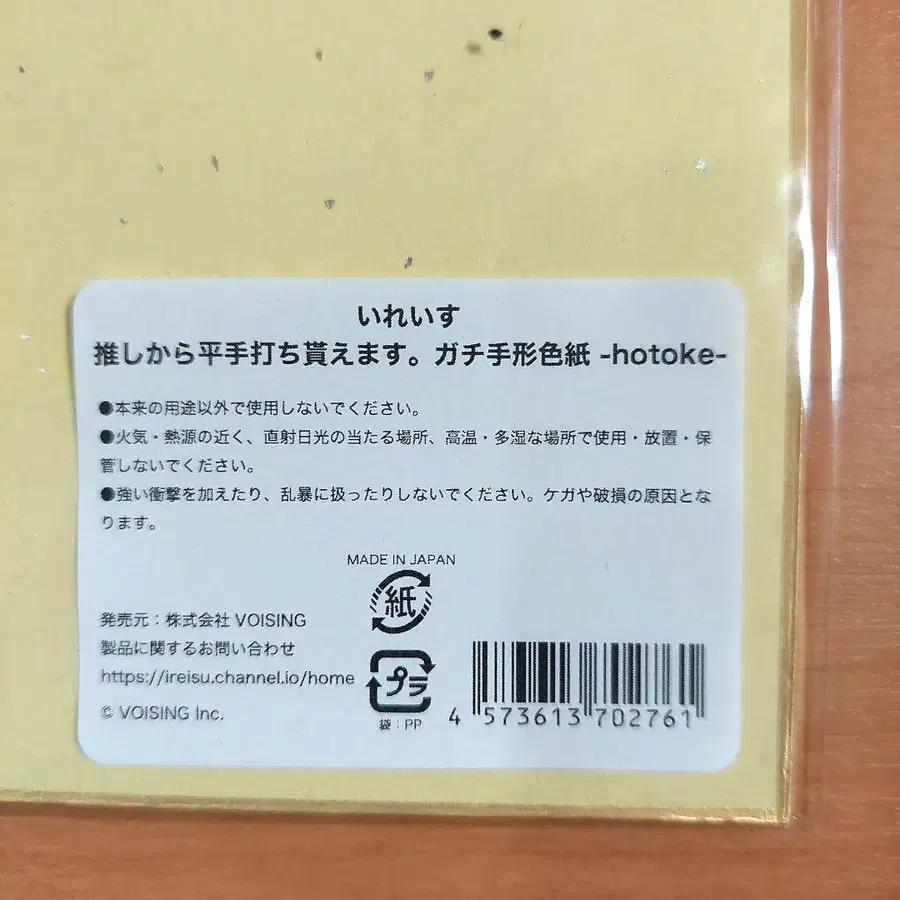 いれいす
推しから平手打ち貰えます。ガチ手形色紙 -hotoke-
●本来の用途以外で使用しないでください。
●火気・熱源の近く、直射日光の当たる場所、高温・多湿な場所で使用・放置・保
管しないでください。
●強い衝撃を加えたり、乱暴に扱ったりしないでください。ケガや破損の原因とな
ります。
MADE IN JAPAN
紙
発売元：株式会社 VOISING
製品に関するお問い合わせ
https://ireisu.channel.io/home
© VOISING Inc.
プラ
袋：PP
4 573613 702761